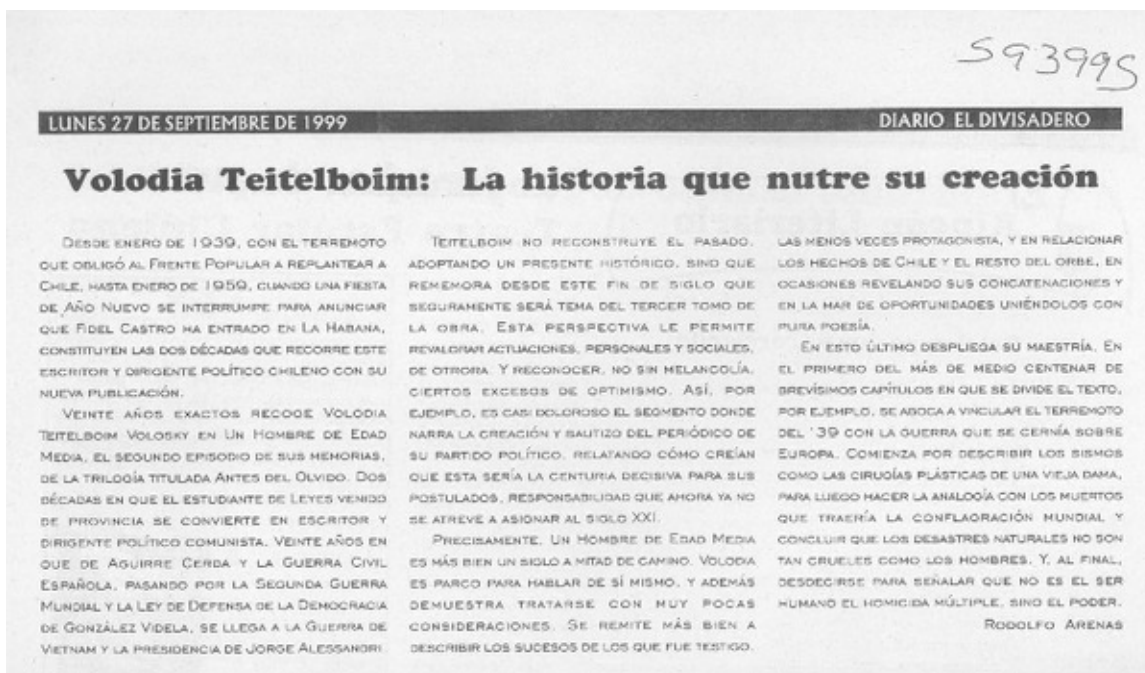 S93995
LUNES 27 DE SEPTIEMBRE DE 1999 DIARIO EL DIVISADERO
Volodia Teitelboim: La historia que nutre su creación
DESDE ENERO DE 1939, CON EL TERREMOTO
QUE OBLIGÓ AL FRENTE POPULAR A REPLANTEAR A
CHILE, HASTA ENERO DE 1959, CUANDO UNA FIESTA
DE AÑO NUEVO SE INTERRUMPE PARA ANUNCIAR
QUE FIDEL CASTRO HA ENTRADO EN LA HABANA,
CONSTITUYEN LAS DOS DÉCADAS QUE RECORRE ESTE
ESCRITOR Y DIRIGENTE POLÍTICO CHILENO CON SU
NUEVA PUBLICACIÓN.
VEINTE AÑOS EXACTOS RECOGE VOLODIA
TEITELBOIM VOLOSKY EN UN HOMBRE DE EDAD
MEDIA, EL SEGUNDO EPISODIO DE SUS MEMORIAS,
DE LA TRILOGÍA TITULADA ANTES DEL OLVIDO. DOS
DÉCADAS EN QUE EL ESTUDIANTE DE LEYES VENIDO
DE PROVINCIA SE CONVIERTE EN ESCRITOR Y
DIRIGENTE POLÍTICO COMUNISTA. VEINTE AÑOS EN
QUE DE AGUIRRE CERDA Y LA GUERRA CIVIL
ESPAÑOLA, PASANDO POR LA SEGUNDA GUERRA
MUNDIAL Y LA LEY DE DEFENSA DE LA DEMOCRACIA
DE GONZÁLEZ VIDELA, SE LLEGA A LA GUERRA DE
VIETNAM Y LA PRESIDENCIA DE JORGE ALESSANDRI.
TEITELBOIM NO RECONSTRUYE EL PASADO,
ADOPTANDO UN PRESENTE HISTÓRICO, SINO QUE
REMEMORA DESDE ESTE FIN DE SIGLO QUE
SEGURAMENTE SERÁ TEMA DEL TERCER TOMO DE
LA OBRA. ESTA PERSPECTIVA LE PERMITE
REVALORAR ACTUACIONES, PERSONALES Y SOCIALES,
DE OTRORA. Y RECONOCER, NO SIN MELANCOLÍA,
CIERTOS EXCESOS DE OPTIMISMO. ASÍ, POR
EJEMPLO, ES CASI DOLOROSO EL SEGMENTO DONDE
NARRA LA CREACIÓN Y BAUTIZO DEL PERIÓDICO DE
SU PARTIDO POLÍTICO, RELATANDO CÓMO CREÍAN
QUE ESTA SERÍA LA CENTURIA DECISIVA PARA SUS
POSTULADOS, RESPONSABILIDAD QUE AHORA YA NO
SE ATREVE A ASIGNAR AL SIGLO XXI.
PRECISAMENTE, UN HOMBRE DE EDAD MEDIA
ES MÁS BIEN UN SIGLO A MITAD DE CAMINO. VOLODIA
ES PARCO PARA HABLAR DE SÍ MISMO, Y ADEMÁS
DEMUESTRA TRATARSE CON MUY POCAS
CONSIDERACIONES. SE REMITE MÁS BIEN A
DESCRIBIR LOS SUCESOS DE LOS QUE FUE TESTIGO,
LAS MENOS VECES PROTAGONISTA, Y EN RELACIONAR
LOS HECHOS DE CHILE Y EL RESTO DEL ORBE, EN
OCASIONES REVELANDO SUS CONCATENACIONES Y
EN LA MAR DE OPORTUNIDADES UNIÉNDOLOS CON
PURA POESÍA.
EN ESTO ÚLTIMO DESPLIEGA SU MAESTRÍA. EN
EL PRIMERO DEL MÁS DE MEDIO CENTENAR DE
BREVÍSIMOS CAPÍTULOS EN QUE SE DIVIDE EL TEXTO,
POR EJEMPLO, SE ABOCA A VINCULAR EL TERREMOTO
DEL '39 CON LA GUERRA QUE SE CERNÍA SOBRE
EUROPA. COMIENZA POR DESCRIBIR LOS SISMOS
COMO LAS CIRUGÍAS PLÁSTICAS DE UNA VIEJA DAMA,
PARA LUEGO HACER LA ANALOGÍA CON LOS MUERTOS
QUE TRAERÍA LA CONFLAGRACIÓN MUNDIAL Y
CONCLUIR QUE LOS DESASTRES NATURALES NO SON
TAN CRUELES COMO LOS HOMBRES. Y, AL FINAL,
DESDECIRSE PARA SEÑALAR QUE NO ES EL SER
HUMANO EL HOMICIDA MÚLTIPLE, SINO EL PODER.
RODOLFO ARENAS